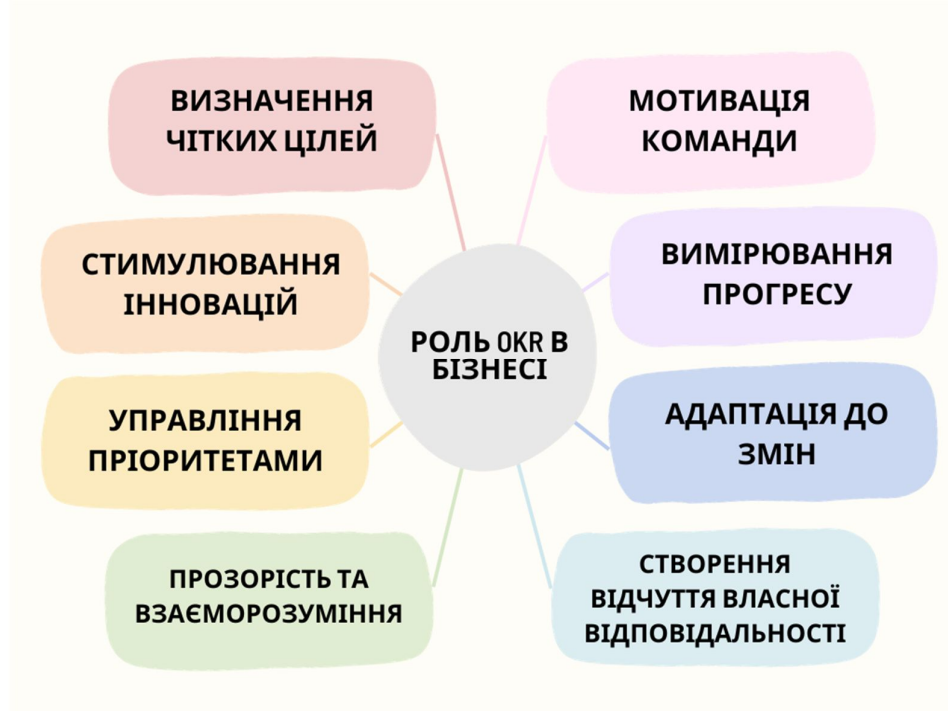 ВИЗНАЧЕННЯ
ЧІТКИХ ЦІЛЕЙ
МОТИВАЦІЯ
КОМАНДИ
СТИМУЛЮВАННЯ
ІННОВАЦІЙ
ВИМІРЮВАННЯ
ПРОГРЕСУ
РОЛЬ OKR В
БІЗНЕСІ
УПРАВЛІННЯ
ПРІОРИТЕТАМИ
АДАПТАЦІЯ ДО
ЗМІН
ПРОЗОРІСТЬ ТА
ВЗАЄМОРОЗУМІННЯ
СТВОРЕННЯ
ВІДЧУТТЯ ВЛАСНОЇ
ВІДПОВІДАЛЬНОСТІ